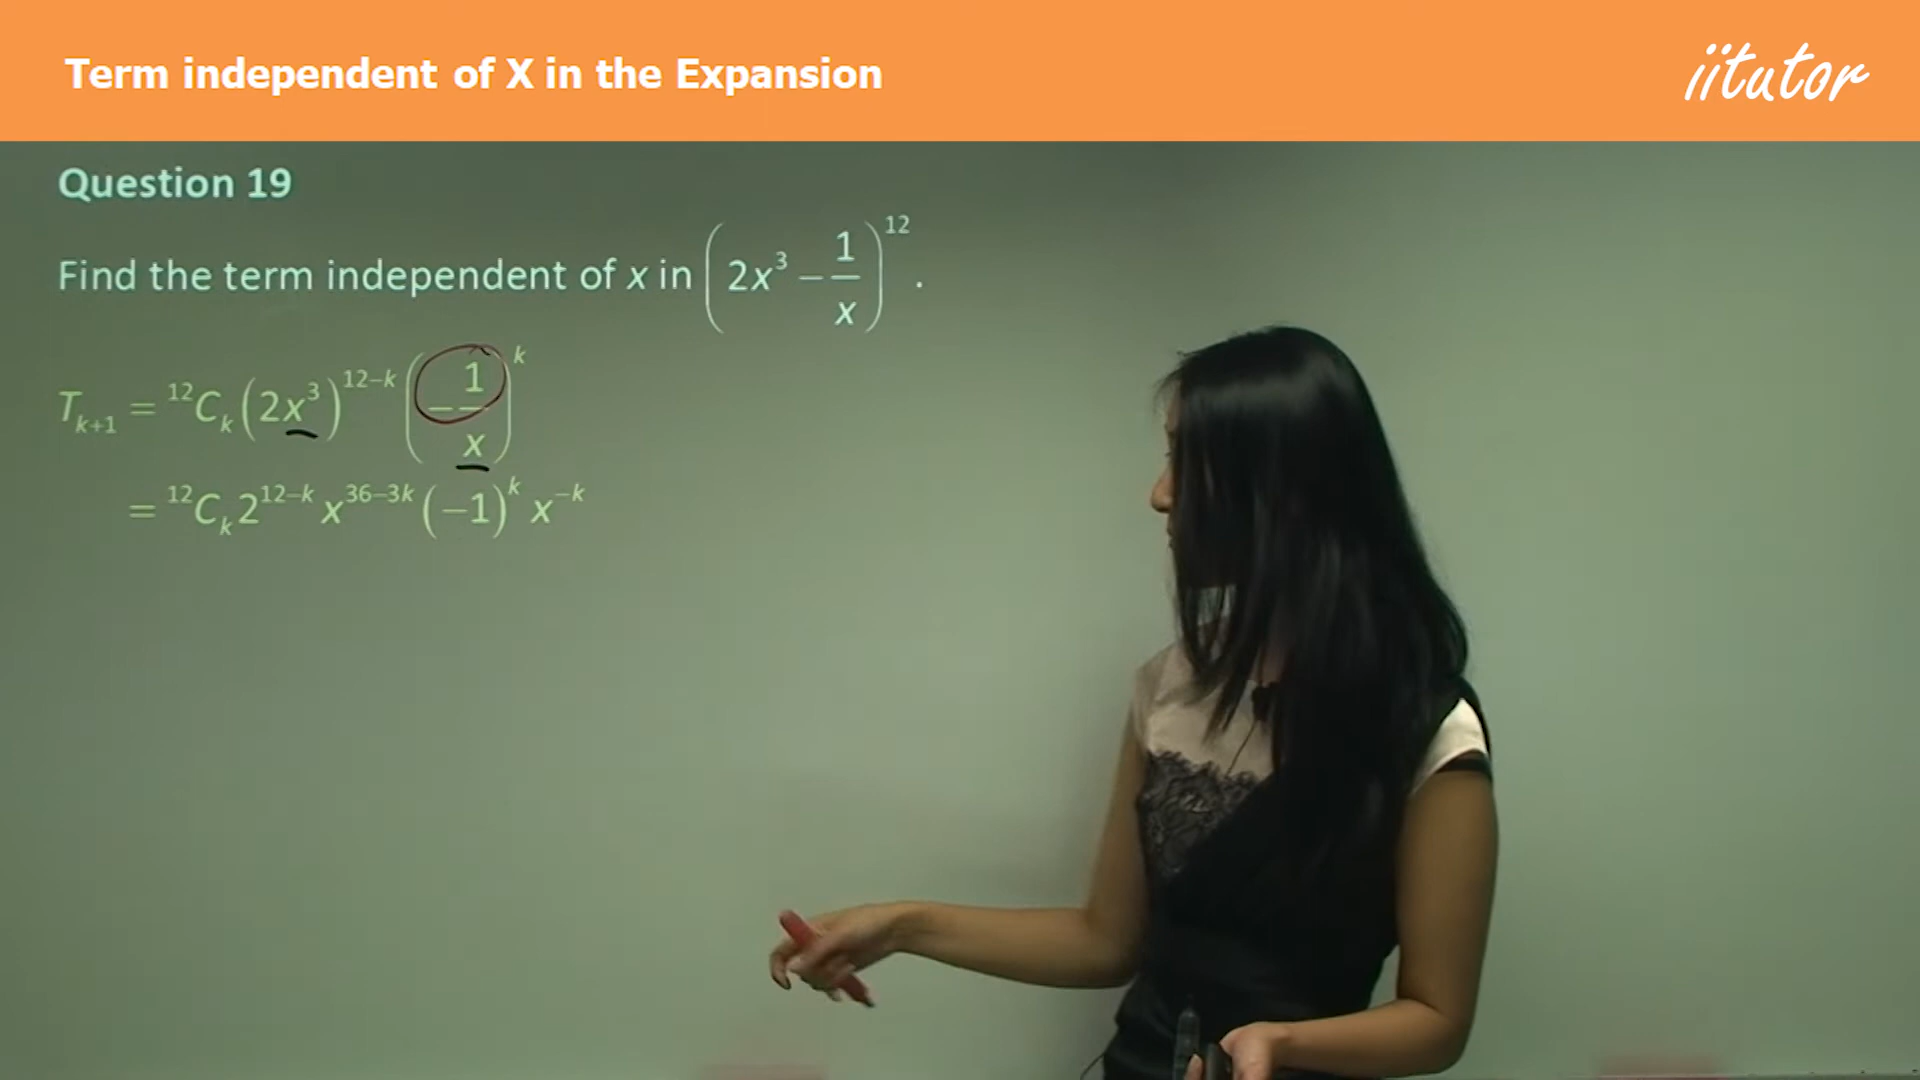 Term independent of X in the Expansion
iitutor
Question 19
Find the term independent of x in (2x³ − 1/x)¹².
Tₖ₊₁ = ¹²Cₖ(2x³)¹²⁻ᵏ(−1/x)ᵏ
= ¹²Cₖ2¹²⁻ᵏx³⁶⁻³ᵏ(−1)ᵏx⁻ᵏ